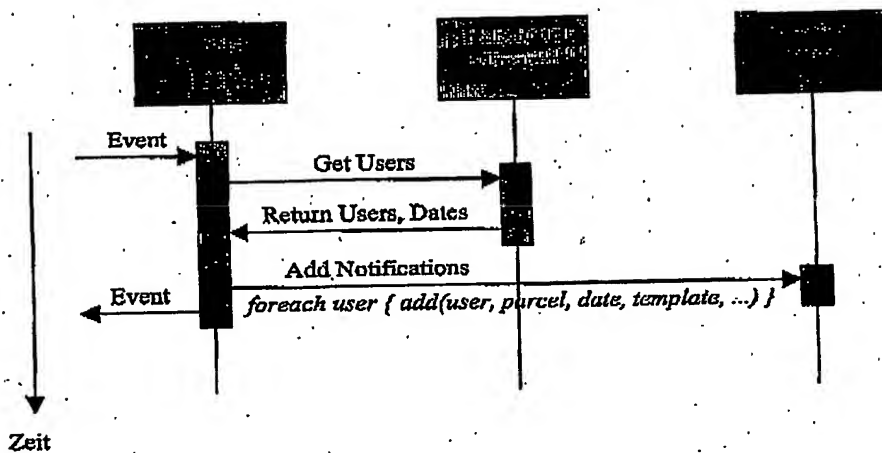 Event
Get Users
Return Users, Dates
Add Notifications
Event
foreach user { add(user, parcel, date, template, ...) }
Zeit